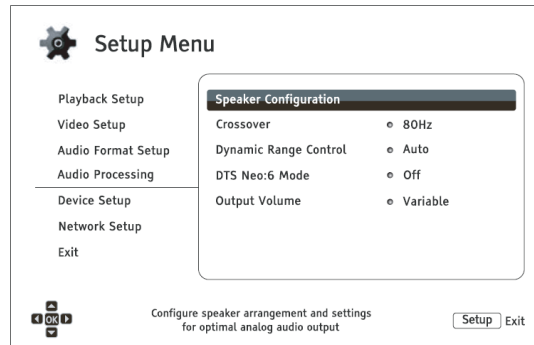 Setup Menu
Playback Setup
Video Setup
Audio Format Setup
Audio Processing
Device Setup
Network Setup
Exit
Speaker Configuration
Crossover 80Hz
Dynamic Range Control Auto
DTS Neo:6 Mode Off
Output Volume Variable
OK
Configure speaker arrangement and settings
for optimal analog audio output
Setup Exit